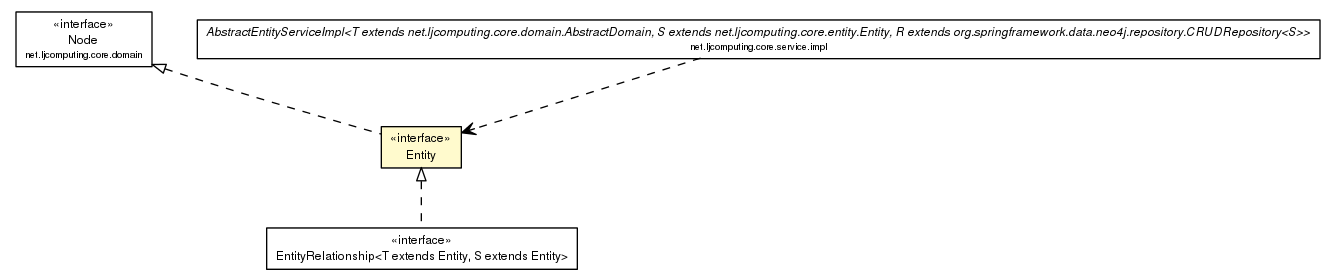 «interface»
Node
net.ljcomputing.core.domain
AbstractEntityServiceImpl<T extends net.ljcomputing.core.domain.AbstractDomain, S extends net.ljcomputing.core.entity.Entity, R extends org.springframework.data.neo4j.repository.CRUDRepository<S>>
net.ljcomputing.core.service.impl
«interface»
Entity
«interface»
EntityRelationship<T extends Entity, S extends Entity>